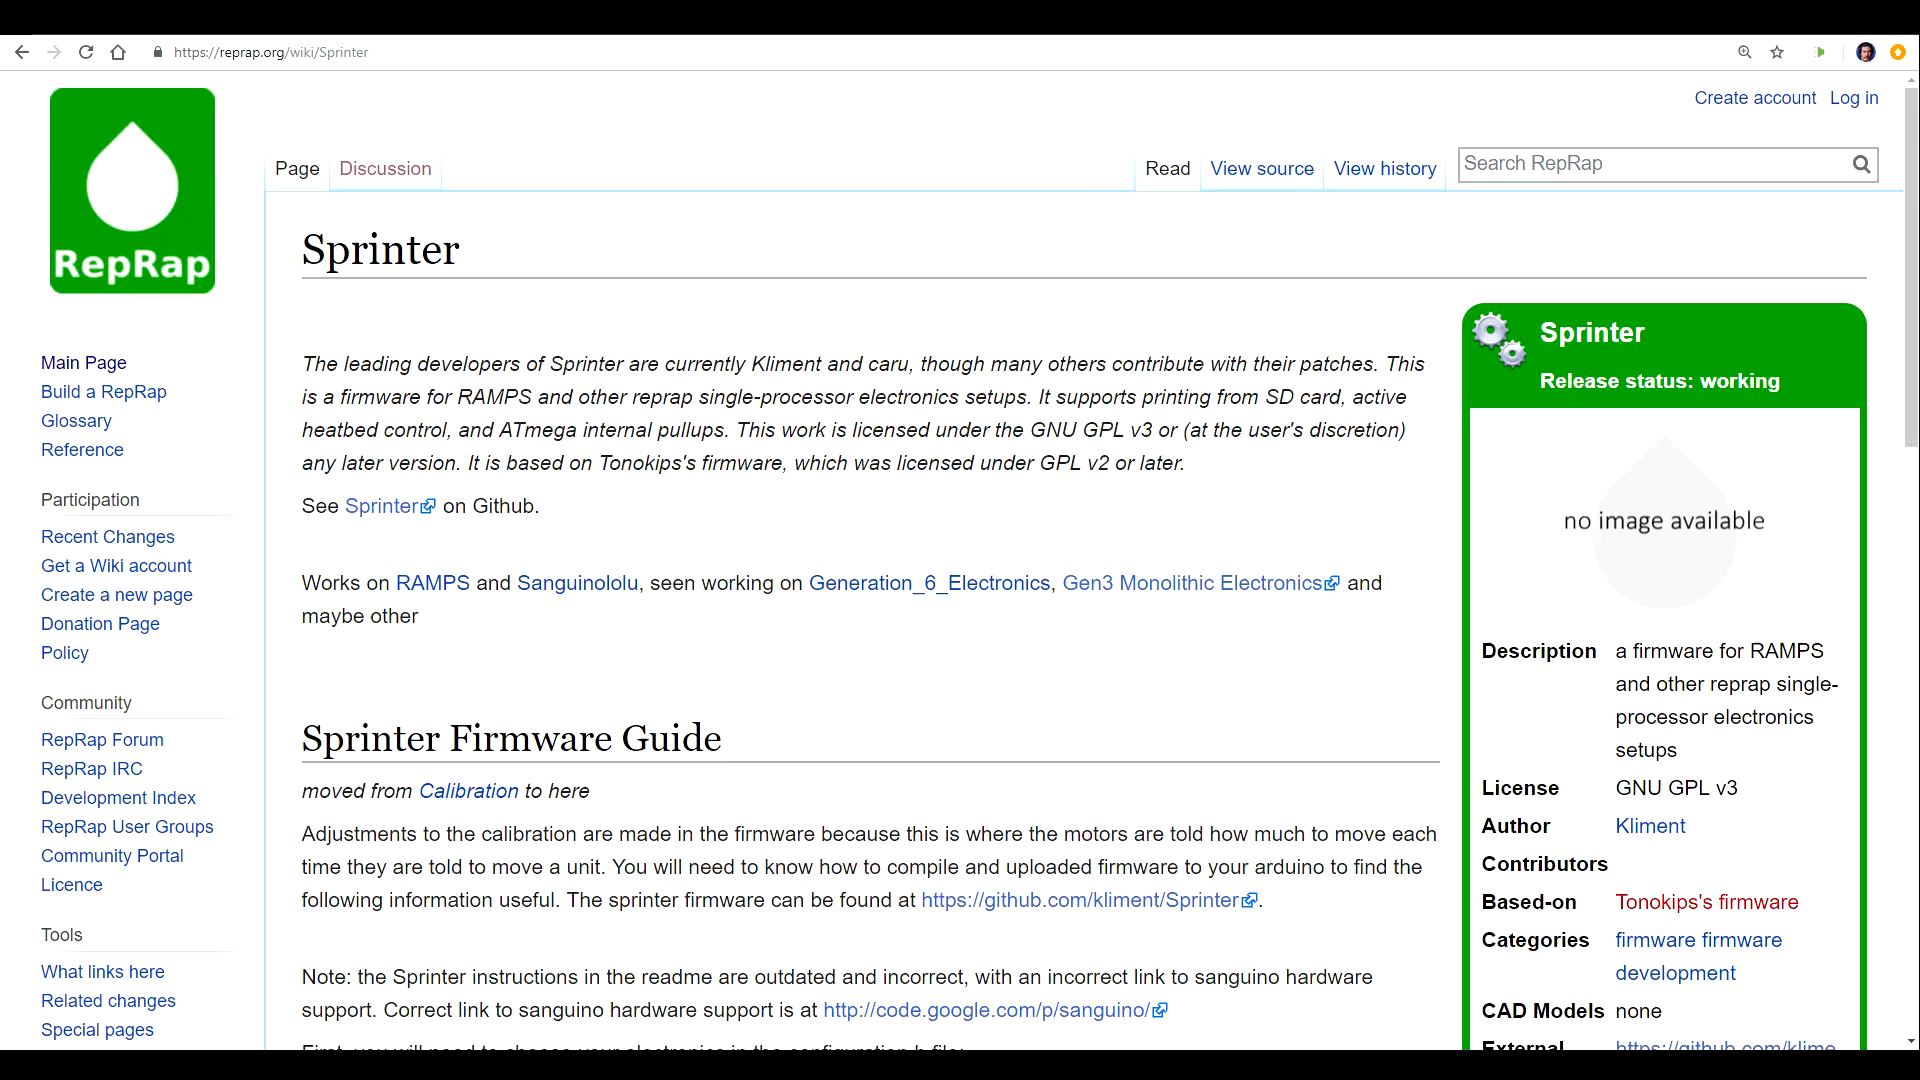 https://reprap.org/wiki/Sprinter
Create account Log in
RepRap
Page Discussion Read View source View history Search RepRap
Sprinter
The leading developers of Sprinter are currently Kliment and caru, though many others contribute with their patches. This
is a firmware for RAMPS and other reprap single-processor electronics setups. It supports printing from SD card, active
heatbed control, and ATmega internal pullups. This work is licensed under the GNU GPL v3 or (at the user's discretion)
any later version. It is based on Tonokips's firmware, which was licensed under GPL v2 or later.
See Sprinter on Github.
Works on RAMPS and Sanguinololu, seen working on Generation_6_Electronics, Gen3 Monolithic Electronics and
maybe other
Sprinter Firmware Guide
moved from Calibration to here
Adjustments to the calibration are made in the firmware because this is where the motors are told how much to move each
time they are told to move a unit. You will need to know how to compile and uploaded firmware to your arduino to find the
following information useful. The sprinter firmware can be found at https://github.com/kliment/Sprinter.
Note: the Sprinter instructions in the readme are outdated and incorrect, with an incorrect link to sanguino hardware
support. Correct link to sanguino hardware support is at http://code.google.com/p/sanguino/
First, you will need to choose your electronics in the configuration.h file:
Main Page
Build a RepRap
Glossary
Reference
Participation
Recent Changes
Get a Wiki account
Create a new page
Donation Page
Policy
Community
RepRap Forum
RepRap IRC
Development Index
RepRap User Groups
Community Portal
Licence
Tools
What links here
Related changes
Special pages
Sprinter
Release status: working
no image available
Description a firmware for RAMPS
and other reprap single-
processor electronics
setups
License GNU GPL v3
Author Kliment
Contributors
Based-on Tonokips's firmware
Categories firmware firmware
development
CAD Models none
External https://github.com/klime